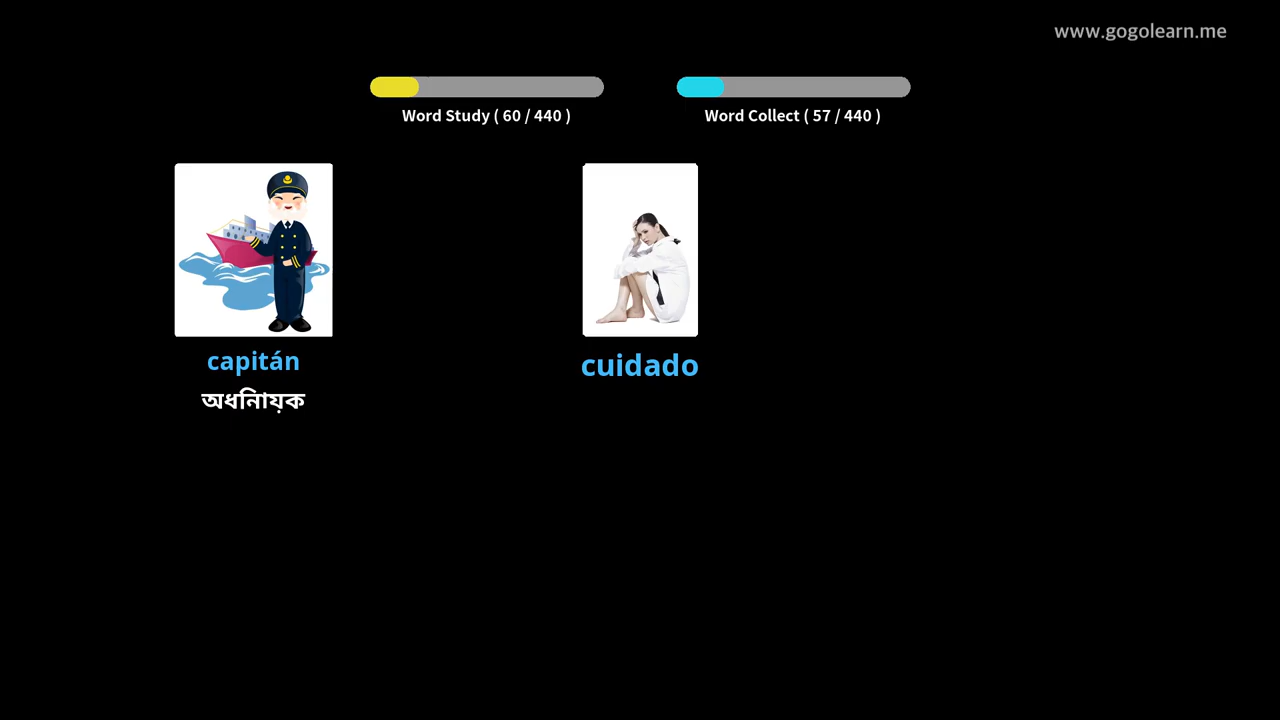 www.gogolearn.me
Word Study ( 60 / 440 )
Word Collect ( 57 / 440 )
capitán
অধিনায়ক
cuidado